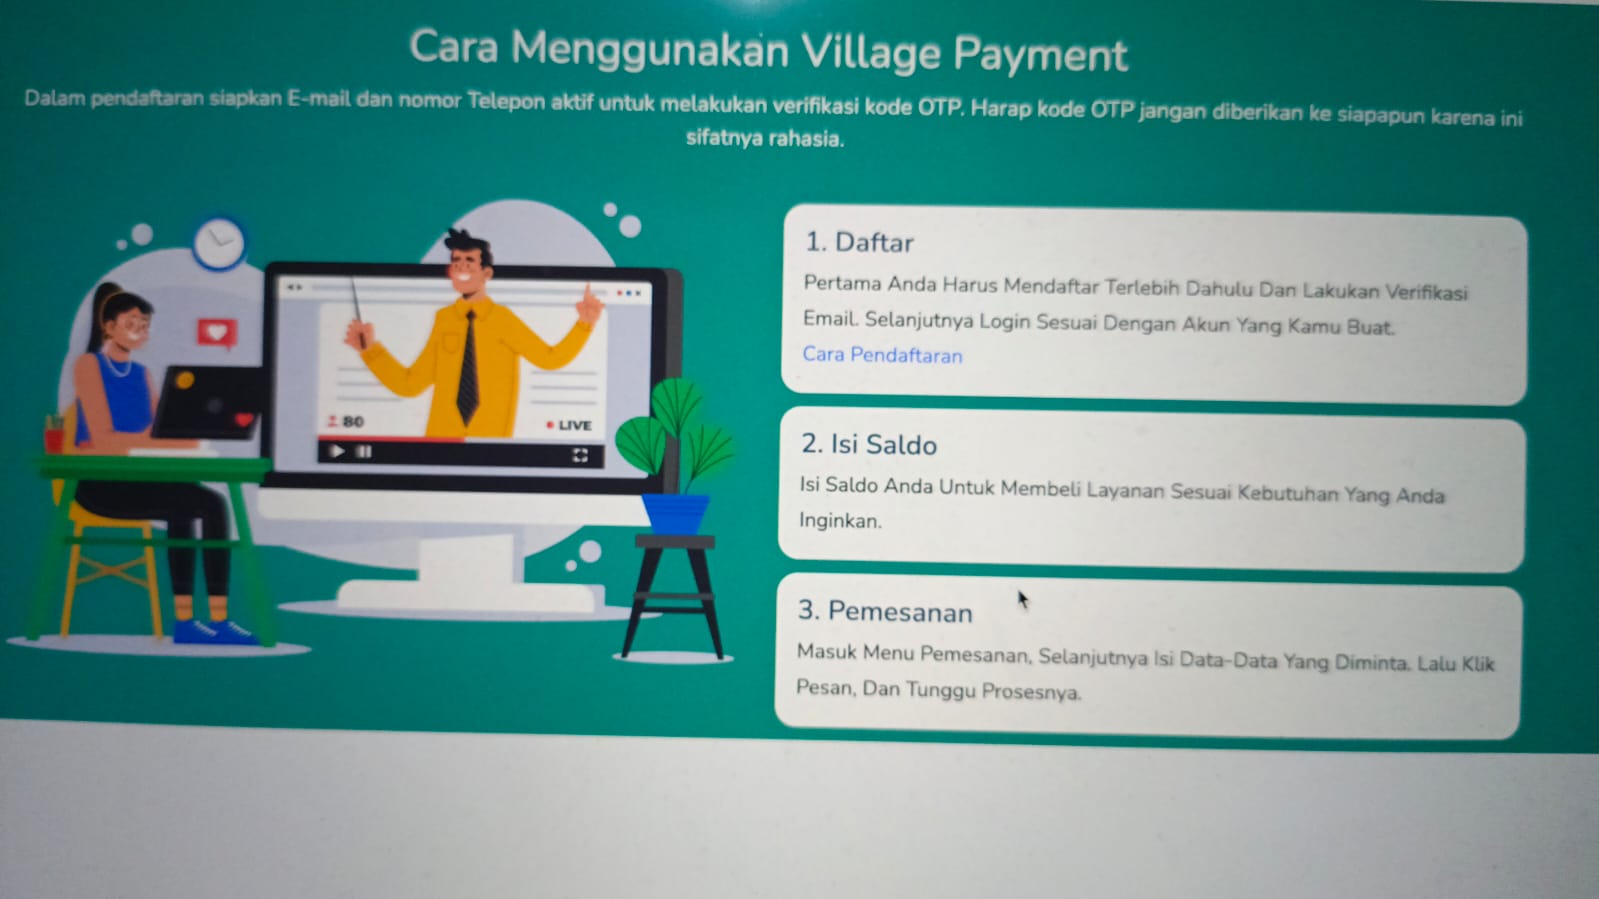 Cara Menggunakan Village Payment
Dalam pendaftaran siapkan E-mail dan nomor Telepon aktif untuk melakukan verifikasi kode OTP. Harap kode OTP jangan diberikan ke siapapun karena ini
sifatnya rahasia.
1. Daftar
Pertama Anda Harus Mendaftar Terlebih Dahulu Dan Lakukan Verifikasi
Email. Selanjutnya Login Sesuai Dengan Akun Yang Kamu Buat.
Cara Pendaftaran
80
LIVE
2. Isi Saldo
Isi Saldo Anda Untuk Membeli Layanan Sesuai Kebutuhan Yang Anda
Inginkan.
3. Pemesanan
Masuk Menu Pemesanan, Selanjutnya Isi Data-Data Yang Diminta. Lalu Klik
Pesan, Dan Tunggu Prosesnya.